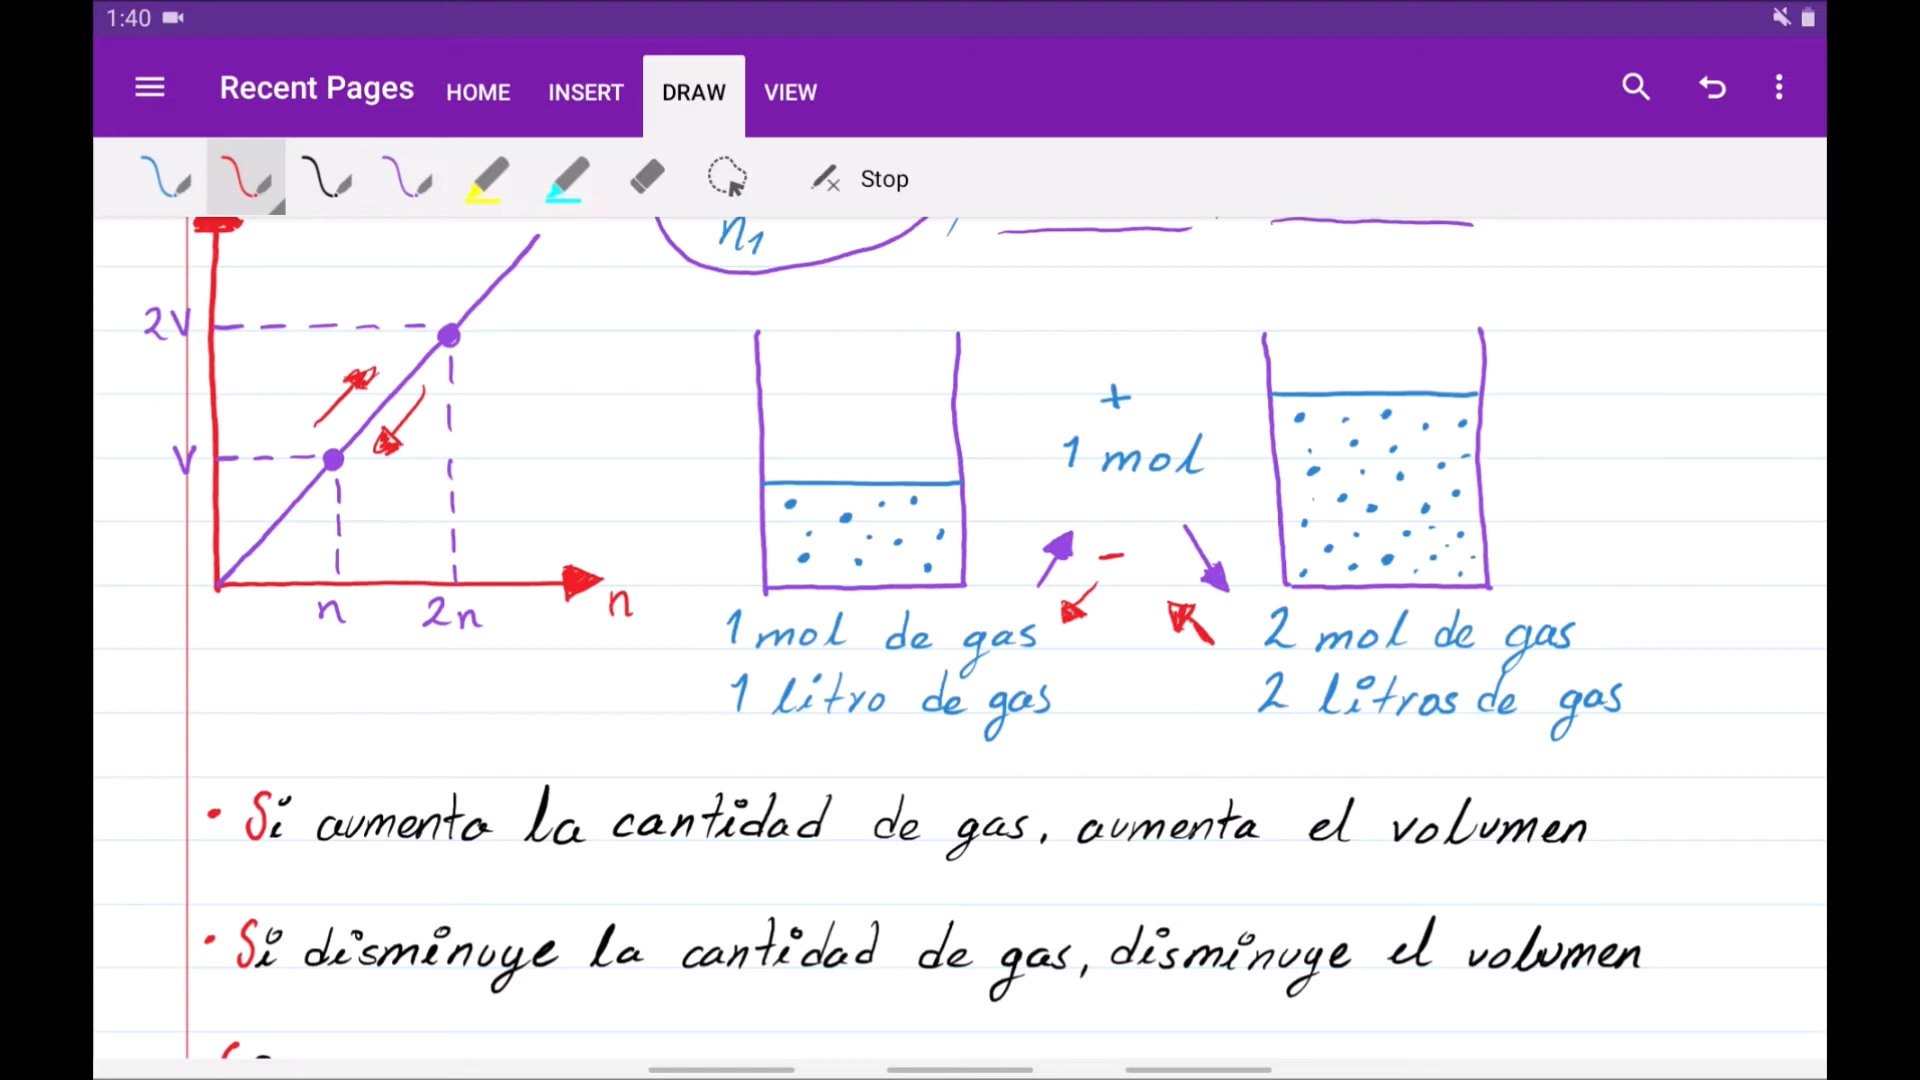 1:40
Recent Pages HOME INSERT DRAW VIEW
Stop
n1
2V
V
n 2n n
+
1 mol
-
1 mol de gas
1 litro de gas
2 mol de gas
2 litros de gas
• Si aumenta la cantidad de gas, aumenta el volumen
• Si disminuye la cantidad de gas, disminuye el volumen